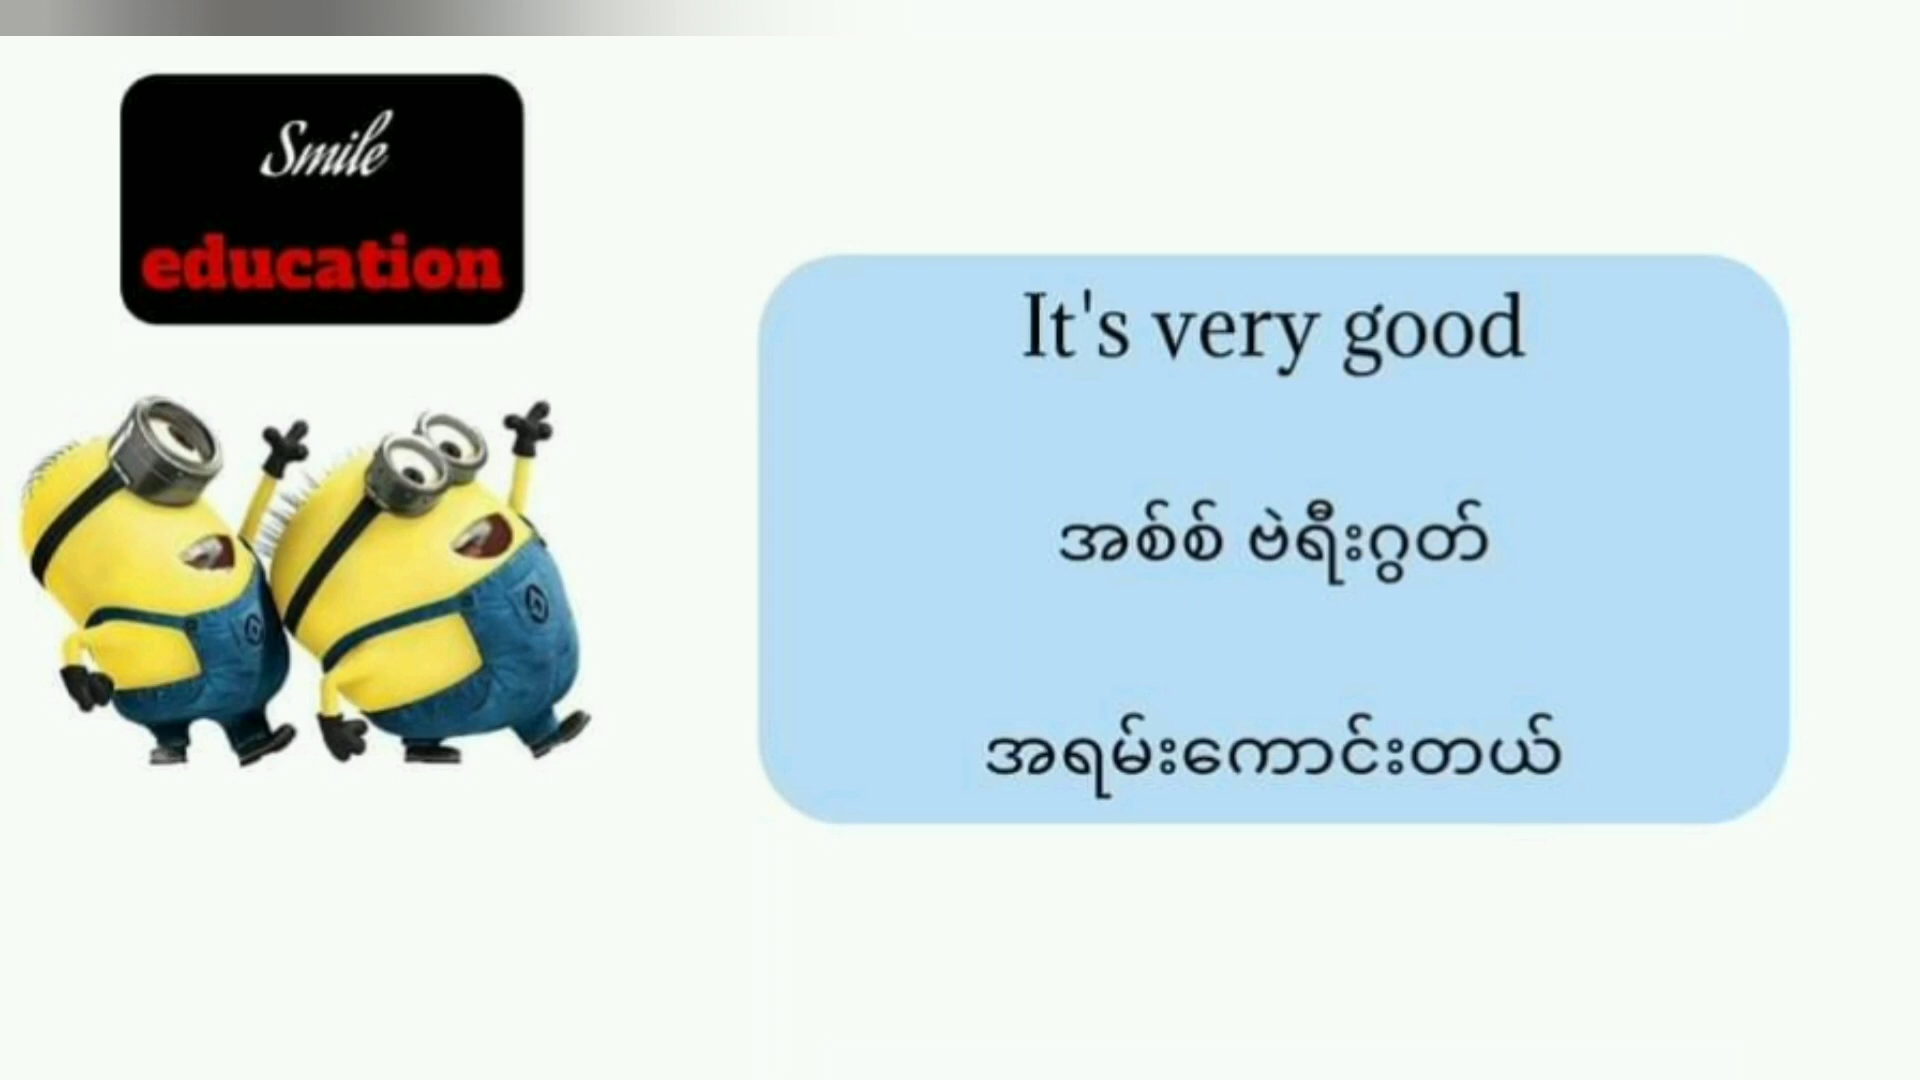 Smile
education
It's very good
အစ်စ် ဗဲရီးဂွတ်
အရမ်းကောင်းတယ်